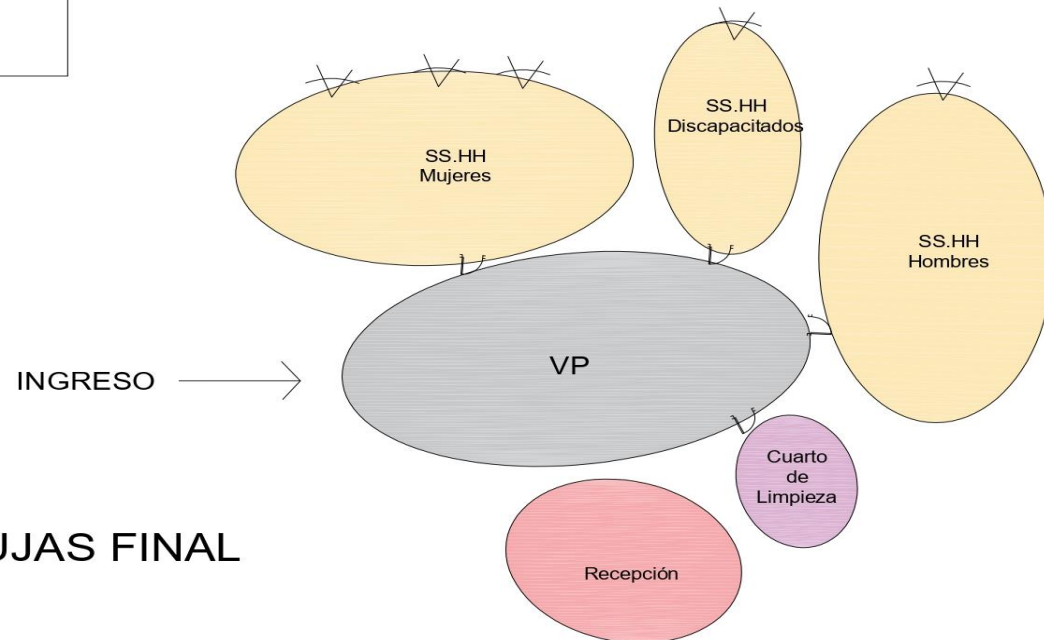 SS.HH
Discapacitados
SS.HH
Mujeres
SS.HH
Hombres
VP
INGRESO
Cuarto
de
Limpieza
UJAS FINAL
Recepción